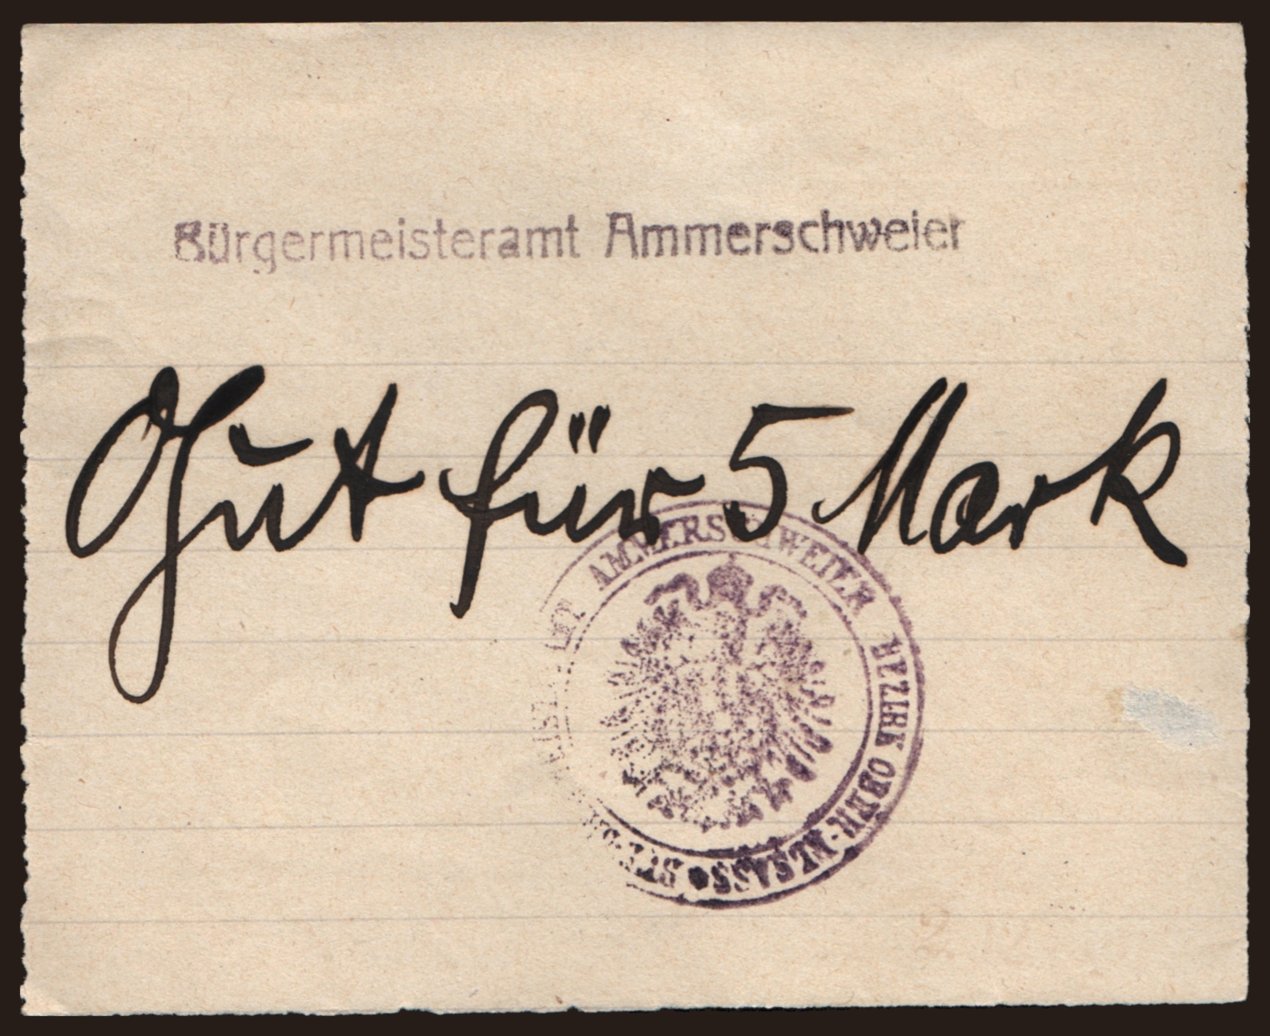 Bürgermeisteramt Ammerschweier
Gut für 5 Mark
AMMERSCHWEIER BEZIRK OBER-ELSASS